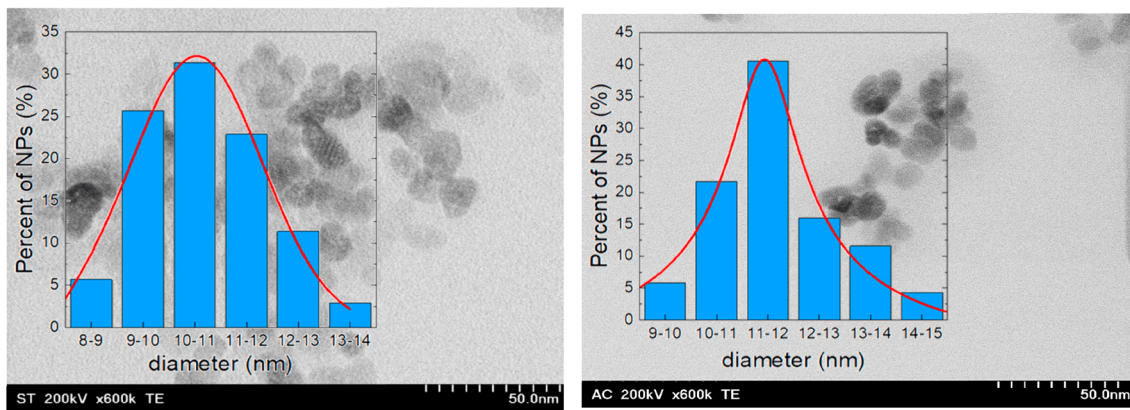 35
30
25
20
15
10
5
0
Percent of NPs (%)
8-9 9-10 10-11 11-12 12-13 13-14
diameter (nm)
ST 200kV x600k TE 50.0nm
45
40
35
30
25
20
15
10
5
0
Percent of NPs (%)
9-10 10-11 11-12 12-13 13-14 14-15
diameter (nm)
AC 200kV x600k TE 50.0nm